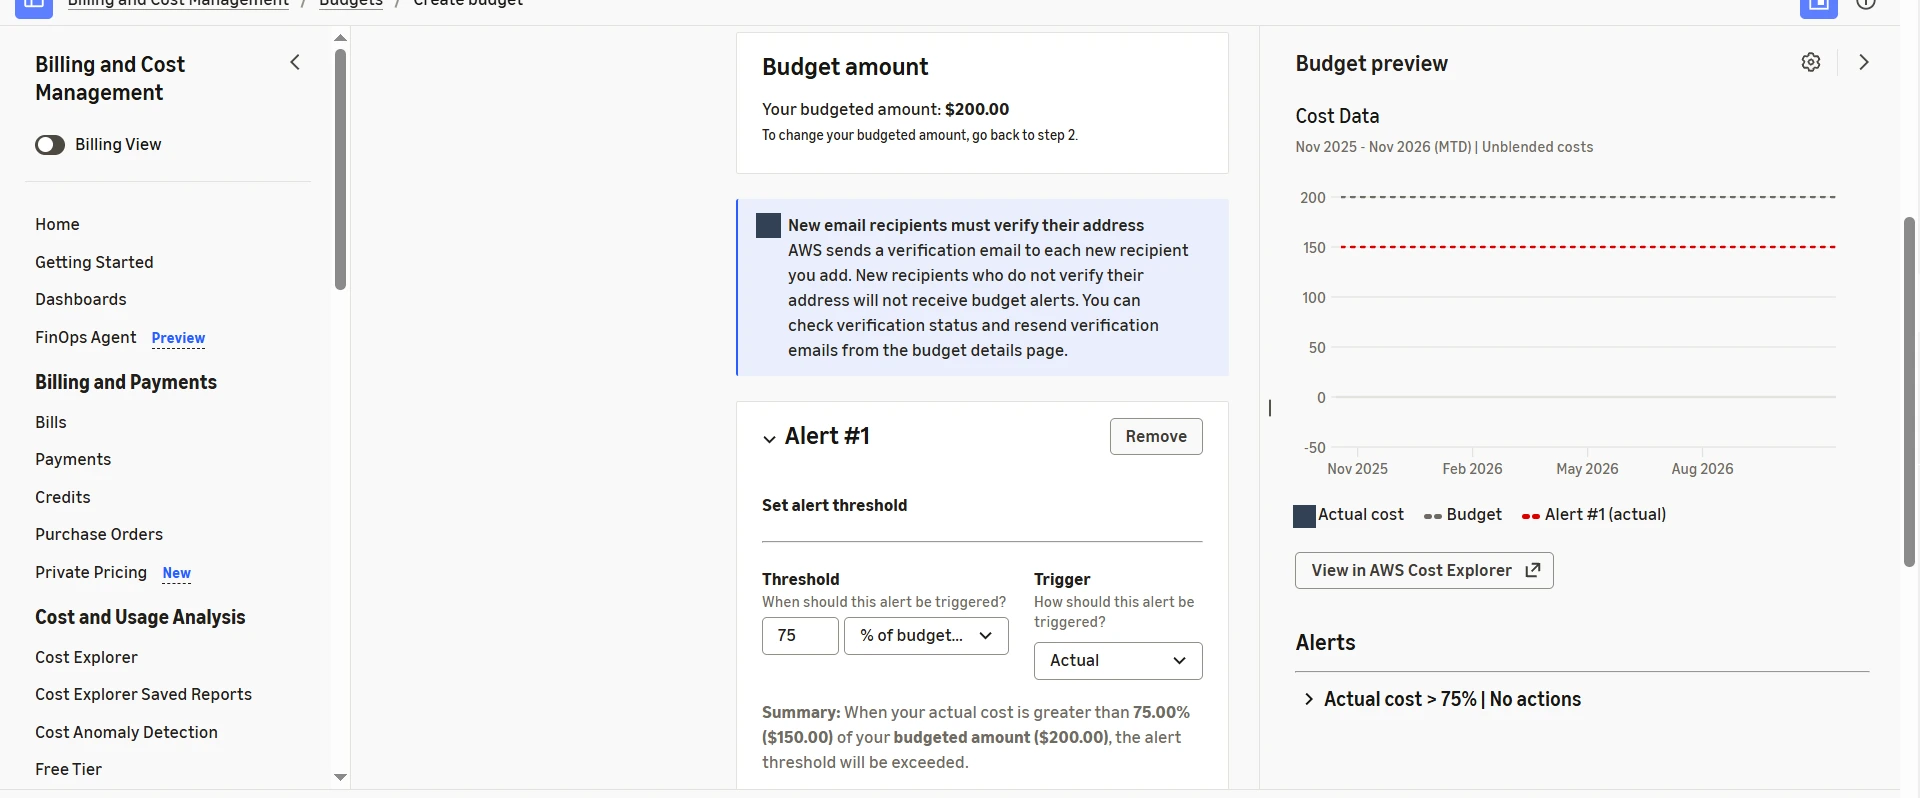 Billing and Cost Management / Budgets / Create budget
Billing and Cost
Management
Billing View
Home
Getting Started
Dashboards
FinOps Agent Preview
Billing and Payments
Bills
Payments
Credits
Purchase Orders
Private Pricing New
Cost and Usage Analysis
Cost Explorer
Cost Explorer Saved Reports
Cost Anomaly Detection
Free Tier
Budget amount
Your budgeted amount: $200.00
To change your budgeted amount, go back to step 2.
New email recipients must verify their address
AWS sends a verification email to each new recipient
you add. New recipients who do not verify their
address will not receive budget alerts. You can
check verification status and resend verification
emails from the budget details page.
Alert #1
Remove
Set alert threshold
Threshold
When should this alert be triggered?
75
% of budget...
Trigger
How should this alert be
triggered?
Actual
Summary: When your actual cost is greater than 75.00%
($150.00) of your budgeted amount ($200.00), the alert
threshold will be exceeded.
Budget preview
Cost Data
Nov 2025 - Nov 2026 (MTD) | Unblended costs
200
150
100
50
0
-50
Nov 2025 Feb 2026 May 2026 Aug 2026
Actual cost Budget Alert #1 (actual)
View in AWS Cost Explorer
Alerts
Actual cost > 75% | No actions